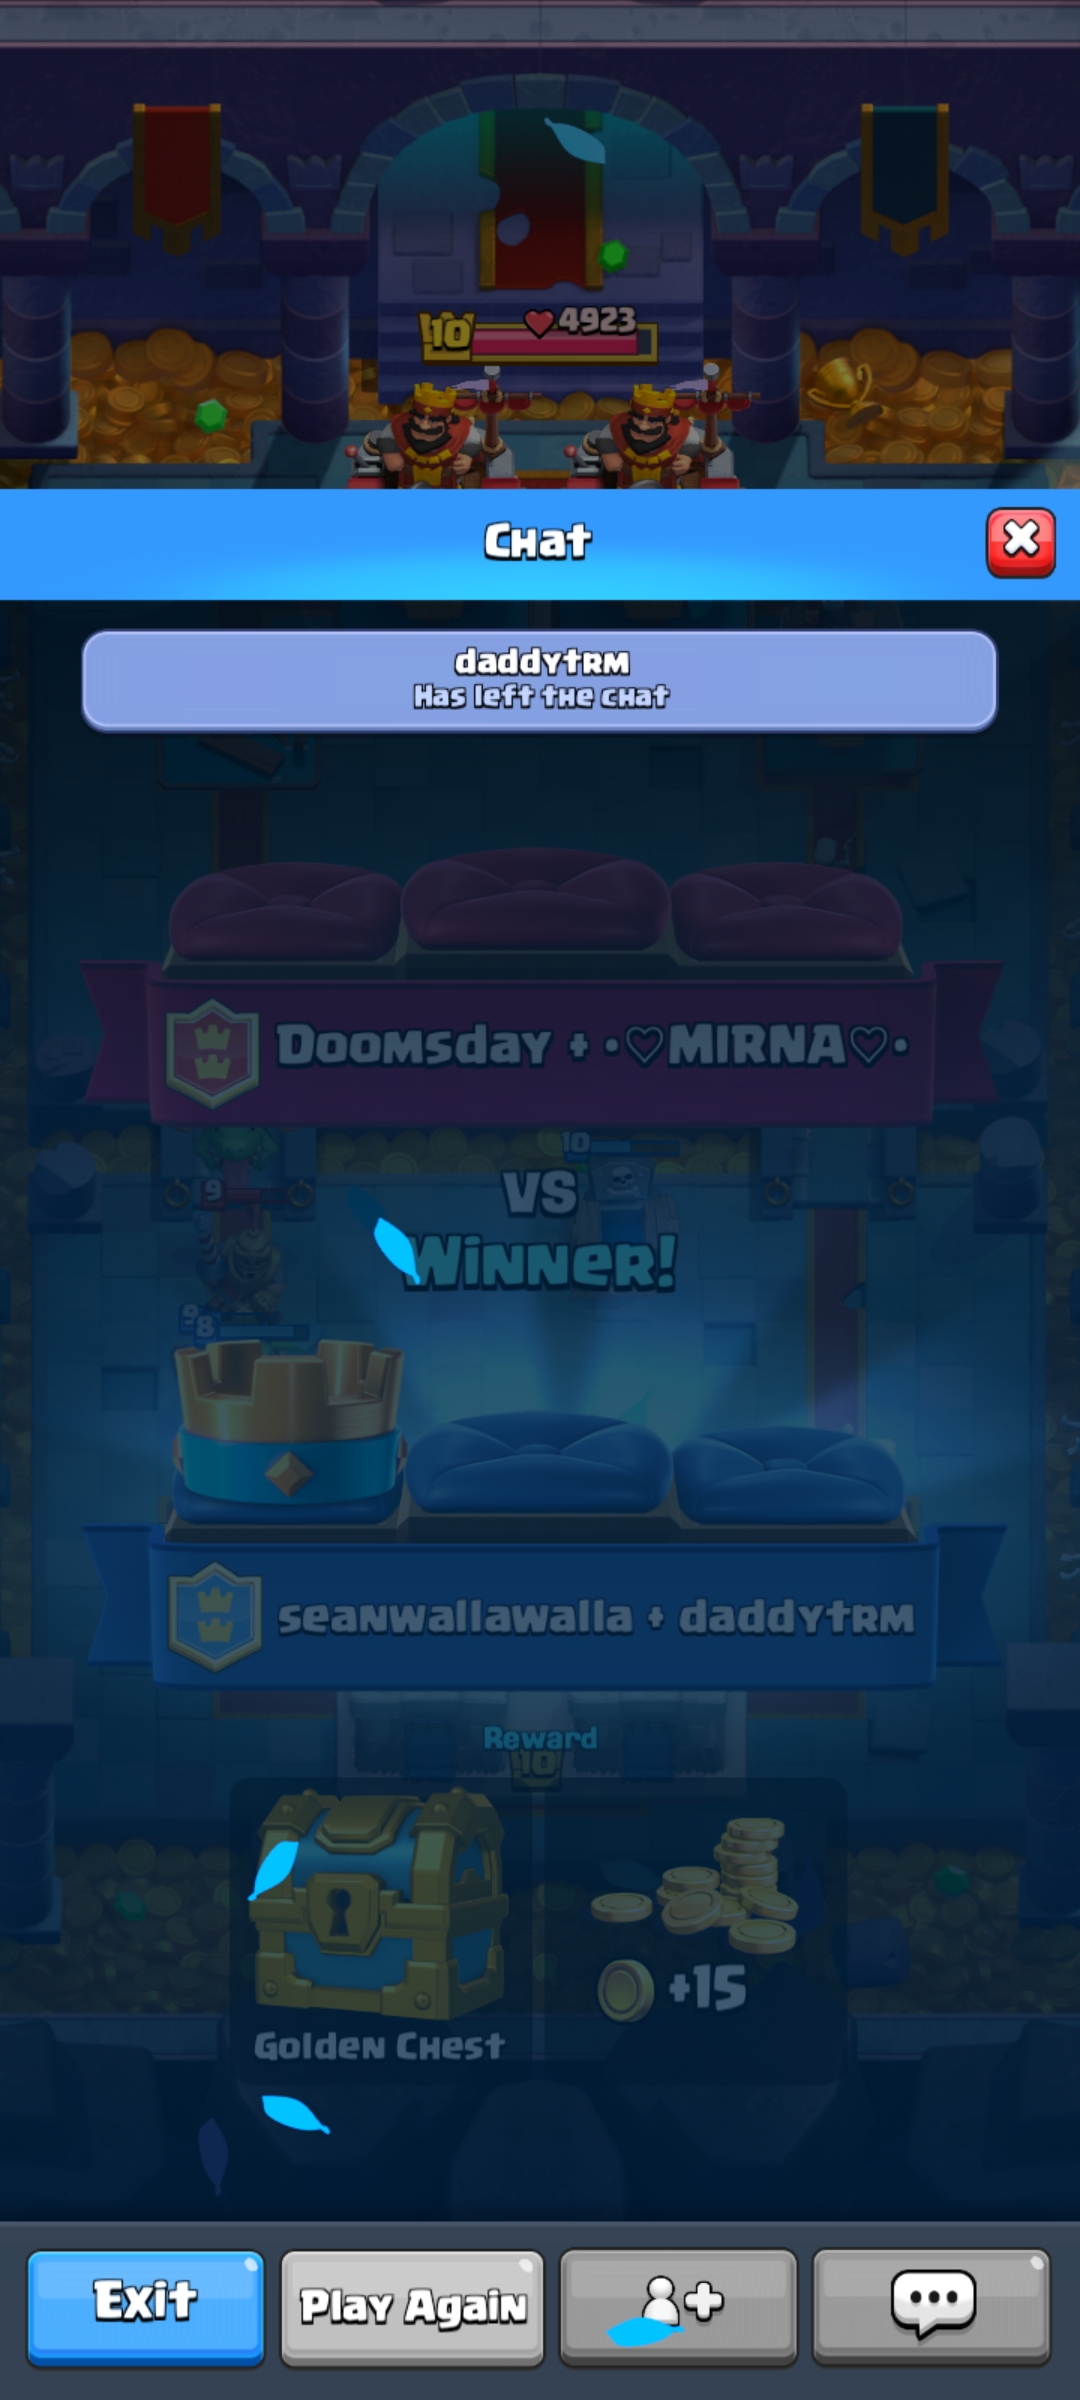 10 4923
Chat
daddytrm
Has left the chat
Doomsday + •♡MIRNA♡•
10
9
VS
Winner!
9
8
seanwallawalla + daddytrm
Reward
10
+15
Golden Chest
Exit
Play Again